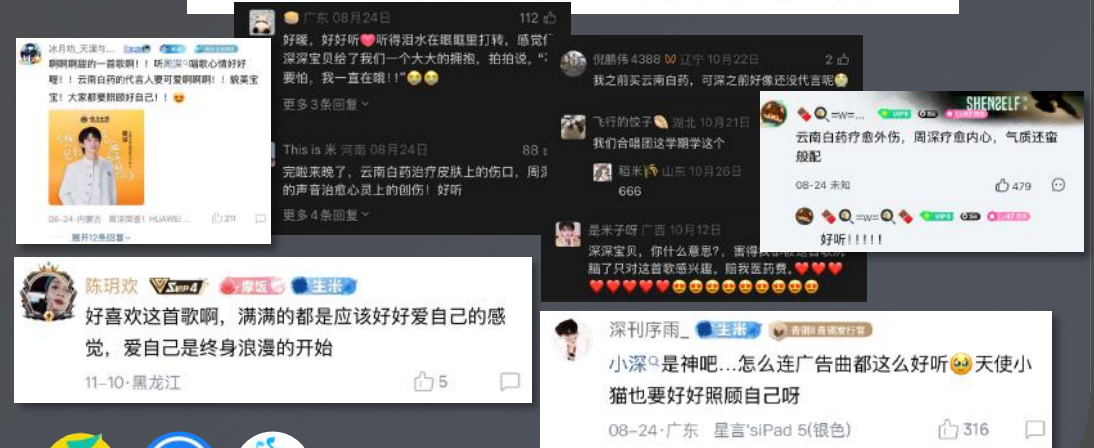 冰月吻_天津与...
啊啊啊甜的一首歌啊！！听周深唱歌心情好好
喔！！云南白药的代言人要可爱啊啊啊！！貌美宝
宝！大家都要照顾好自己！！
08-24·内蒙古 周深荣耀！HUAWEI ...
211
展开12条回复
广东 08月24日
112
好暖，好好听❤️听得泪水在眼眶里打转，感觉
深深宝贝给了我们一个大大的拥抱，拍拍说，“
要怕，我一直在哦！！”😭😭
更多3条回复
This is 米 河南 08月24日
88
完啦来晚了，云南白药治疗皮肤上的伤口，周
的声音治愈心灵上的创伤！好听
更多4条回复
倪鹏伟4388 辽宁 10月22日
2
我之前买云南白药，可深之前好像还没代言呢😭
飞行的饺子 湖北 10月21日
我们合唱团这学期学这个
稻米 山东 10月26日
666
是米子呀 广西 10月12日
深深宝贝，你什么意思？，害得我
脑了只对这首歌感兴趣。赔我医药费。❤️❤️❤️
❤️❤️❤️❤️❤️❤️😍😍😍😍😍😍😍😍😍
SHENSELF:
=w=...
云南白药疗愈外伤，周深疗愈内心，气质还蛮
般配
08-24 未知
479
=w=
好听！！！！！
陈玥欢 SVIP4 摩饭 生米
好喜欢这首歌啊，满满的都是应该好好爱自己的感
觉，爱自己是终身浪漫的开始
11-10·黑龙江
5
深刊序雨_ 生米
小深是神吧...怎么连广告曲都这么好听🥹天使小
猫也要好好照顾自己呀
08-24·广东 星言'siPad 5(银色)
316